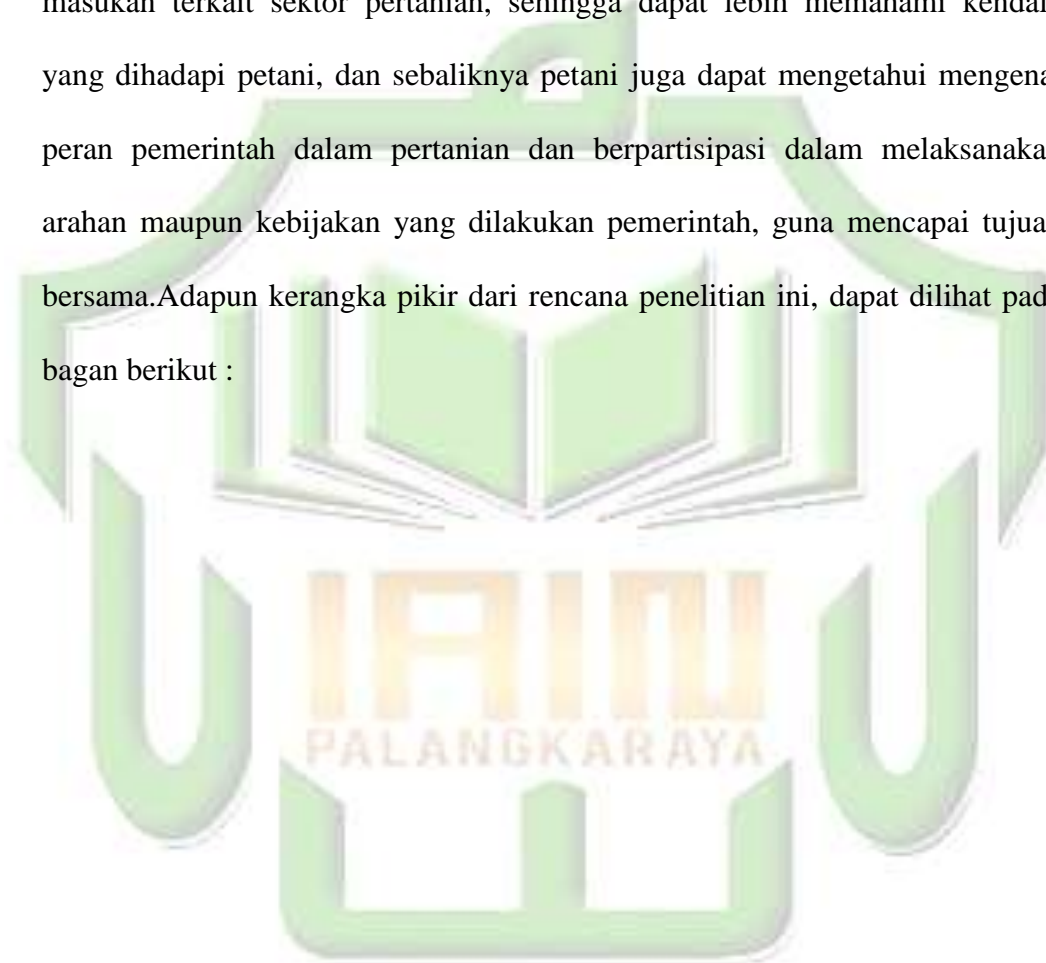 masukan terkait sektor pertanian, sehingga dapat lebih memahami kendal
yang dihadapi petani, dan sebaliknya petani juga dapat mengetahui mengena
peran pemerintah dalam pertanian dan berpartisipasi dalam melaksanaka
arahan maupun kebijakan yang dilakukan pemerintah, guna mencapai tujua
bersama.Adapun kerangka pikir dari rencana penelitian ini, dapat dilihat pad
bagan berikut :
IAIN
PALANGKARAYA